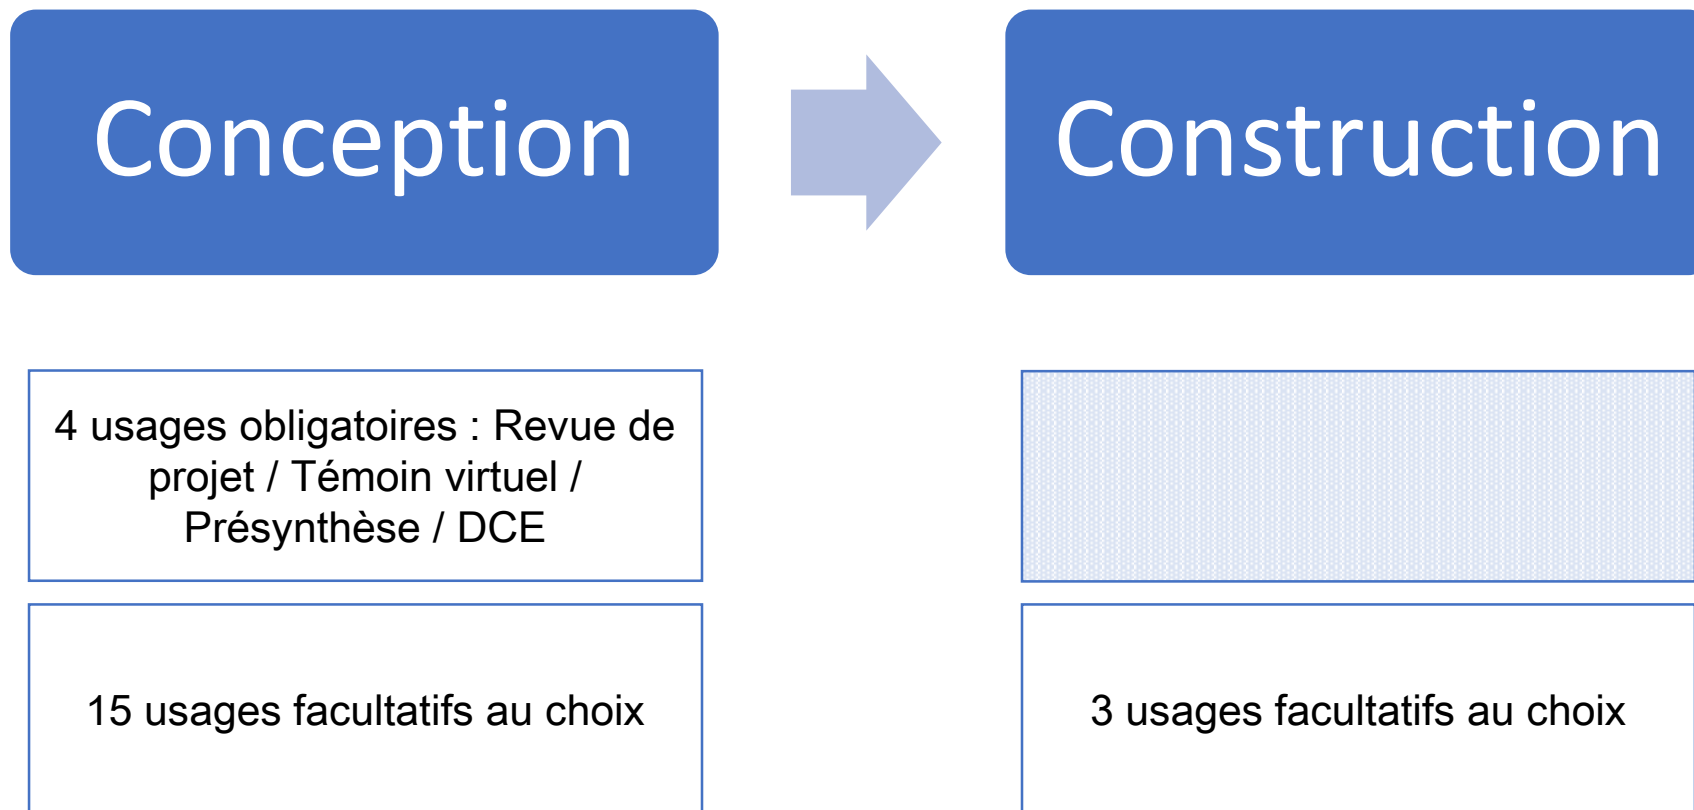 Conception
Construction
4 usages obligatoires : Revue de
projet / Témoin virtuel /
Présynthèse / DCE
15 usages facultatifs au choix
3 usages facultatifs au choix